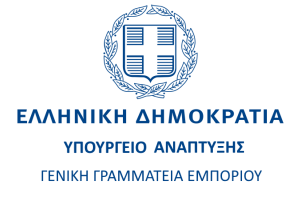 ΕΛΛΗΝΙΚΗ ΔΗΜΟΚΡΑΤΙΑ
ΥΠΟΥΡΓΕΙΟ ΑΝΑΠΤΥΞΗΣ
ΓΕΝΙΚΗ ΓΡΑΜΜΑΤΕΙΑ ΕΜΠΟΡΙΟΥ